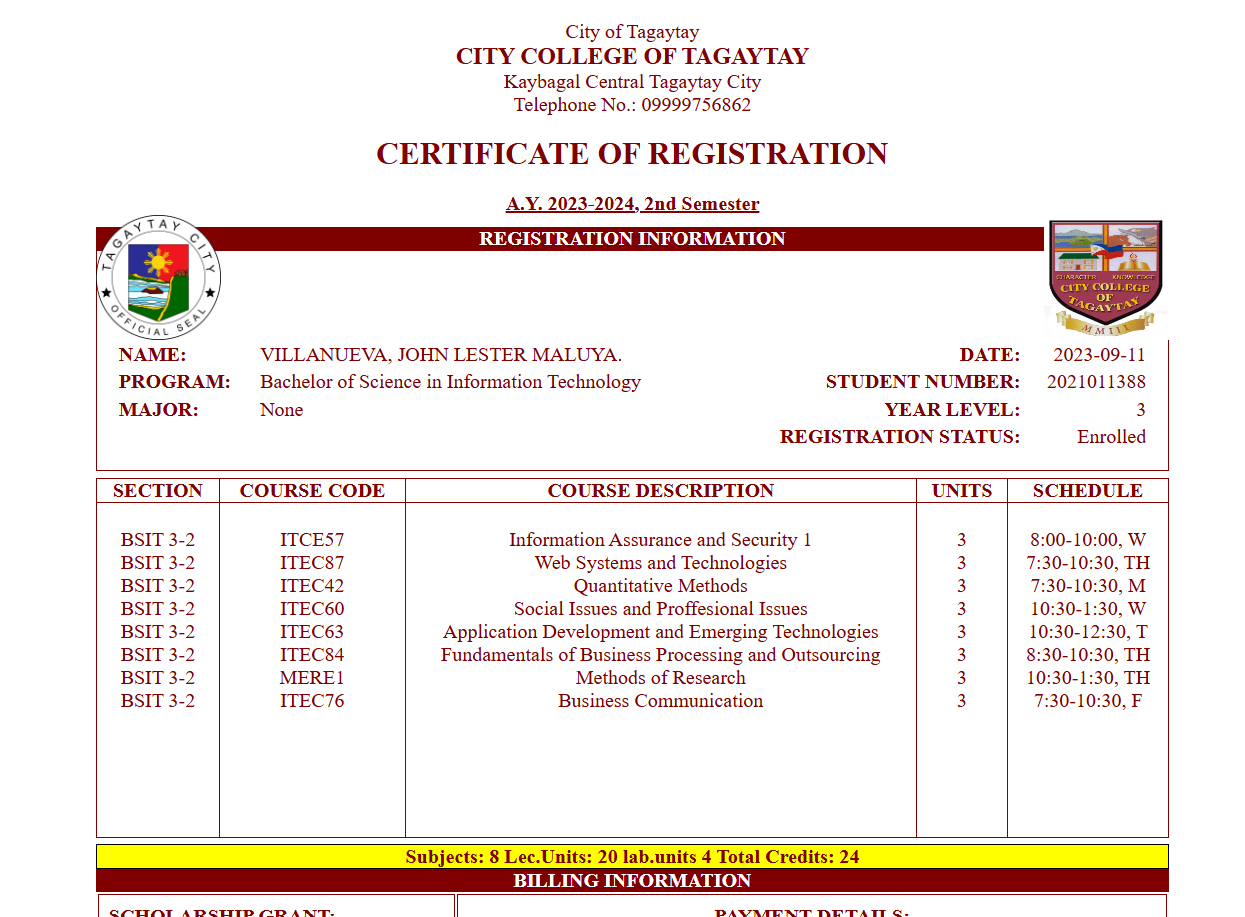 City of Tagaytay
CITY COLLEGE OF TAGAYTAY
Kaybagal Central Tagaytay City
Telephone No.: 09999756862
CERTIFICATE OF REGISTRATION
A.Y. 2023-2024, 2nd Semester
REGISTRATION INFORMATION
TAGAYTAY CITY
OFFICIAL SEAL
CHARACTER KNOWLEDGE
CITY COLLEGE
OF
TAGAYTAY
MMIII
NAME: VILLANUEVA, JOHN LESTER MALUYA. DATE: 2023-09-11
PROGRAM: Bachelor of Science in Information Technology STUDENT NUMBER: 2021011388
MAJOR: None YEAR LEVEL: 3
REGISTRATION STATUS: Enrolled
SECTION COURSE CODE COURSE DESCRIPTION UNITS SCHEDULE
BSIT 3-2 ITCE57 Information Assurance and Security 1 3 8:00-10:00, W
BSIT 3-2 ITEC87 Web Systems and Technologies 3 7:30-10:30, TH
BSIT 3-2 ITEC42 Quantitative Methods 3 7:30-10:30, M
BSIT 3-2 ITEC60 Social Issues and Proffesional Issues 3 10:30-1:30, W
BSIT 3-2 ITEC63 Application Development and Emerging Technologies 3 10:30-12:30, T
BSIT 3-2 ITEC84 Fundamentals of Business Processing and Outsourcing 3 8:30-10:30, TH
BSIT 3-2 MERE1 Methods of Research 3 10:30-1:30, TH
BSIT 3-2 ITEC76 Business Communication 3 7:30-10:30, F
Subjects: 8 Lec.Units: 20 lab.units 4 Total Credits: 24
BILLING INFORMATION
SCHOLARSHIP GRANT: PAYMENT DETAILS: